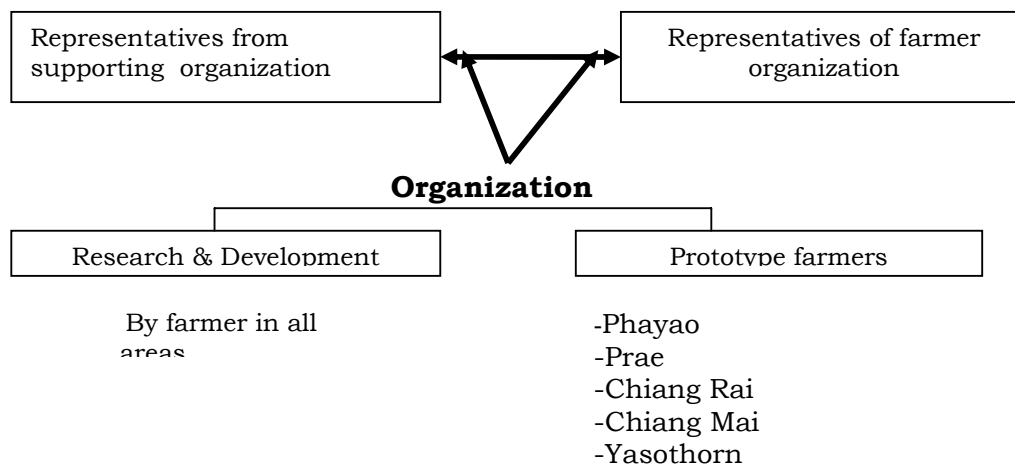 Representatives from
supporting organization
Representatives of farmer
organization
Organization
Research & Development
Prototype farmers
By farmer in all
areas
-Phayao
-Prae
-Chiang Rai
-Chiang Mai
-Yasothorn